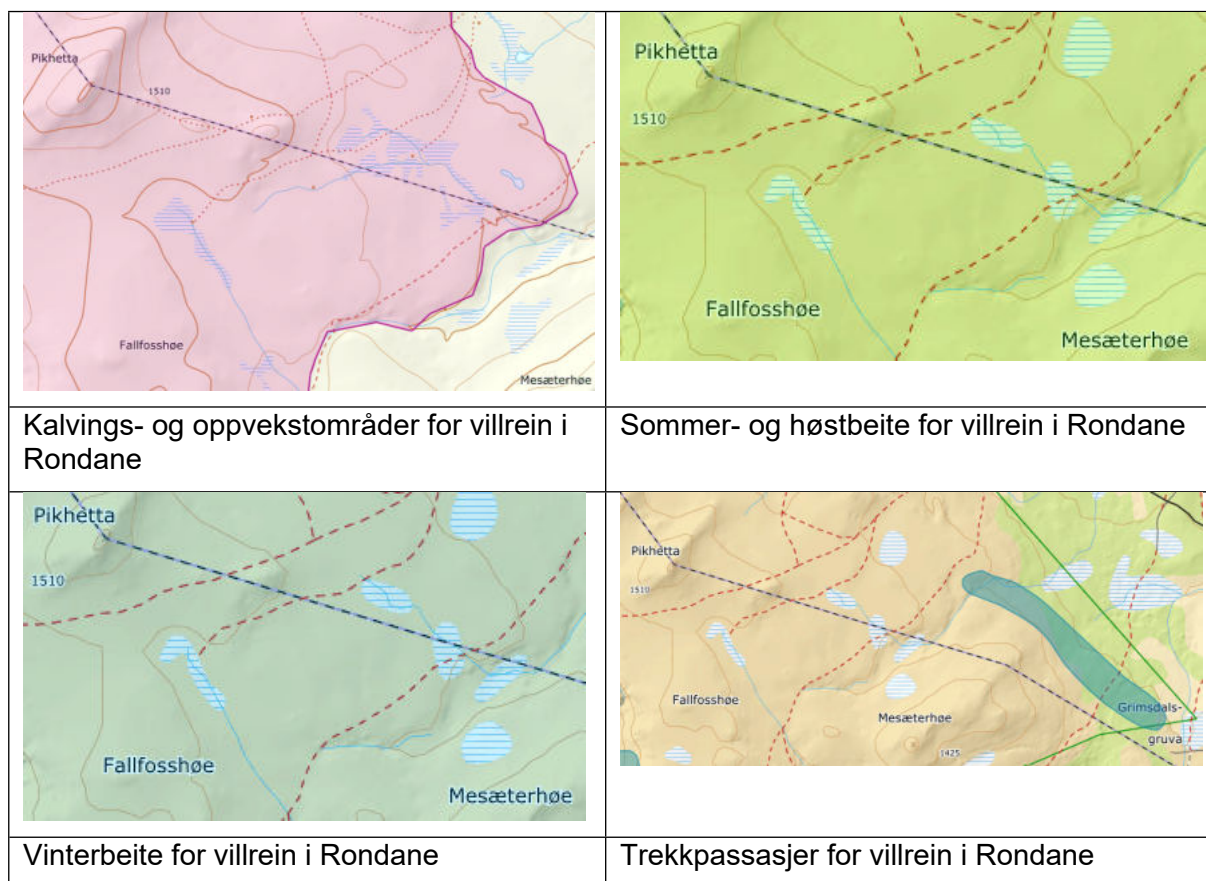 Pikhetta
1510
Fallfosshøe
Mesæterhøe
Pikhetta
1510
Fallfosshøe
Mesæterhøe
Kalvings- og oppvekstområder for villrein i
Rondane
Sommer- og høstbeite for villrein i Rondane
Pikhetta
1510
Fallfosshøe
Mesæterhøe
Pikhetta
1510
Fallfosshøe
Mesæterhøe
1425
Grimsdals-
gruva
Vinterbeite for villrein i Rondane
Trekkpassasjer for villrein i Rondane